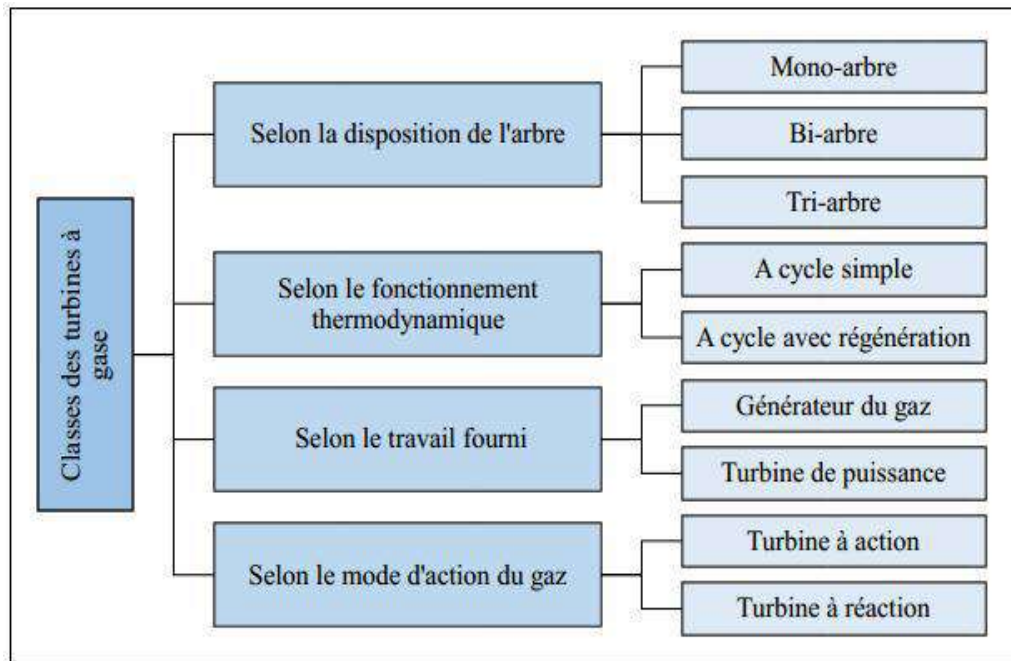 Classes des turbines à
gase
Selon la disposition de l'arbre
Mono-arbre
Bi-arbre
Tri-arbre
Selon le fonctionnement
thermodynamique
A cycle simple
A cycle avec régénération
Selon le travail fourni
Générateur du gaz
Turbine de puissance
Selon le mode d'action du gaz
Turbine à action
Turbine à réaction